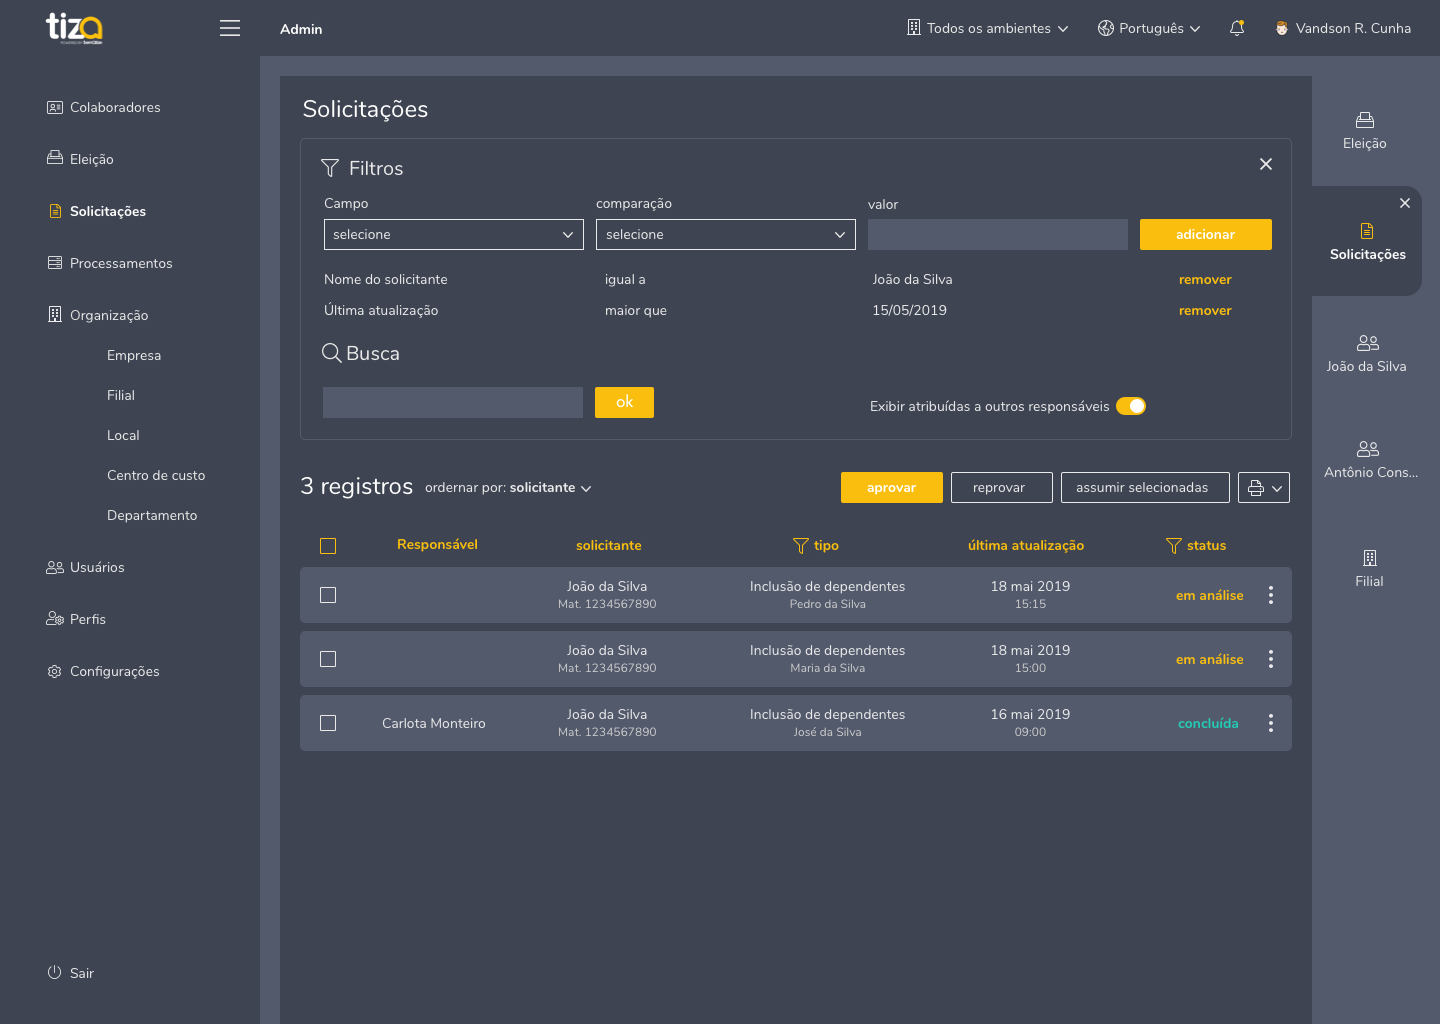 tiza
Admin
Todos os ambientes
Português
Vandson R. Cunha
Colaboradores
Eleição
Solicitações
Processamentos
Organização
Empresa
Filial
Local
Centro de custo
Departamento
Usuários
Perfis
Configurações
Sair
Solicitações
Filtros
Campo comparação valor
selecione selecione adicionar
Nome do solicitante igual a João da Silva remover
Última atualização maior que 15/05/2019 remover
Busca
ok Exibir atribuídas a outros responsáveis
3 registros ordernar por: solicitante aprovar reprovar assumir selecionadas
Responsável solicitante tipo última atualização status
João da Silva Inclusão de dependentes 18 mai 2019 em análise
Mat. 1234567890 Pedro da Silva 15:15
João da Silva Inclusão de dependentes 18 mai 2019 em análise
Mat. 1234567890 Maria da Silva 15:00
Carlota Monteiro João da Silva Inclusão de dependentes 16 mai 2019 concluída
Mat. 1234567890 José da Silva 09:00
Eleição
Solicitações
João da Silva
Antônio Cons...
Filial